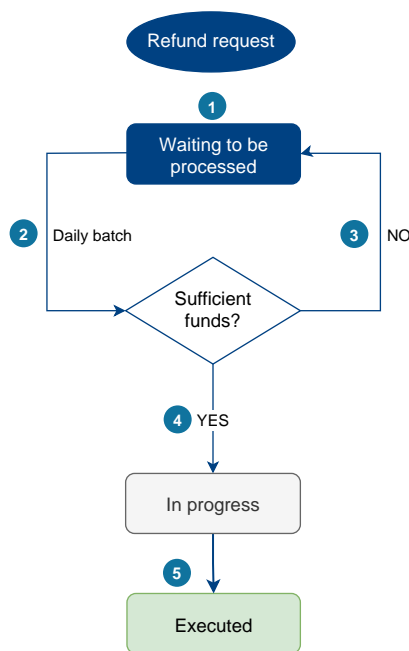 Refund request
1
Waiting to be
processed
2
Daily batch
3
NO
Sufficient
funds?
4
YES
In progress
5
Executed